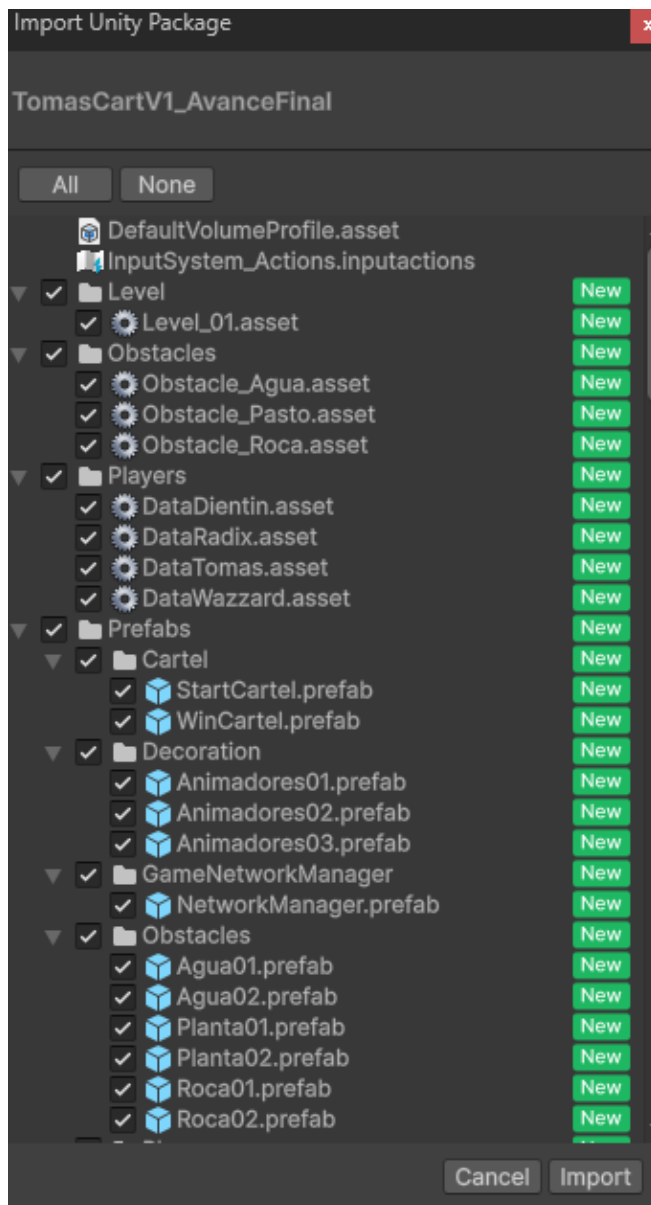 Import Unity Package
x
TomasCartV1_AvanceFinal
All None
DefaultVolumeProfile.asset
InputSystem_Actions.inputactions
Level New
Level_01.asset New
Obstacles New
Obstacle_Agua.asset New
Obstacle_Pasto.asset New
Obstacle_Roca.asset New
Players New
DataDientin.asset New
DataRadix.asset New
DataTomas.asset New
DataWazzard.asset New
Prefabs New
Cartel New
StartCartel.prefab New
WinCartel.prefab New
Decoration New
Animadores01.prefab New
Animadores02.prefab New
Animadores03.prefab New
GameNetworkManager New
NetworkManager.prefab New
Obstacles New
Agua01.prefab New
Agua02.prefab New
Planta01.prefab New
Planta02.prefab New
Roca01.prefab New
Roca02.prefab New
Cancel Import